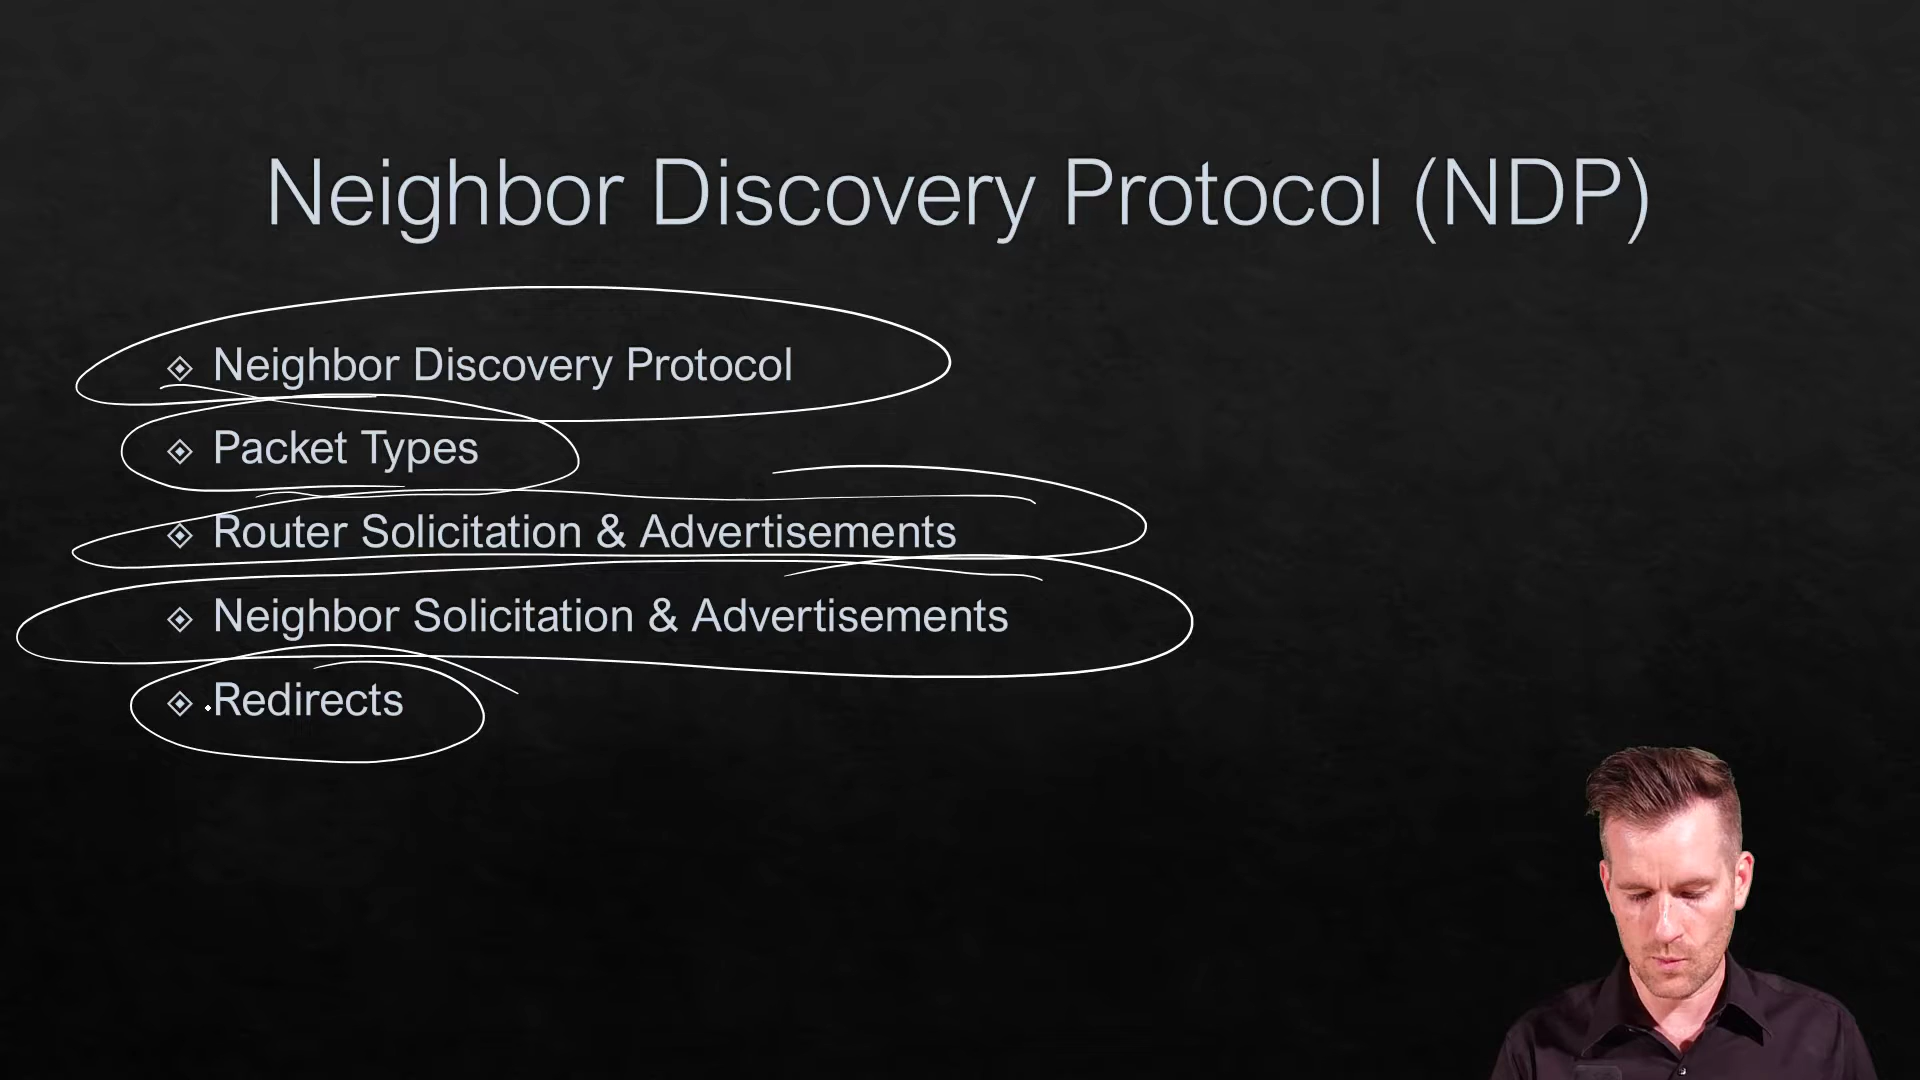 Neighbor Discovery Protocol (NDP)
Neighbor Discovery Protocol
Packet Types
Router Solicitation & Advertisements
Neighbor Solicitation & Advertisements
Redirects